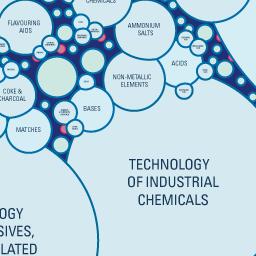 CHEMICALS
FLAVOURING
AIDS
AMMONIUM
SALTS
ACIDS
NON-METALLIC
ELEMENTS
COKE &
CHARCOAL
BASES
MATCHES
TECHNOLOGY
OF INDUSTRIAL
CHEMICALS
OGY
SIVES,
LATED